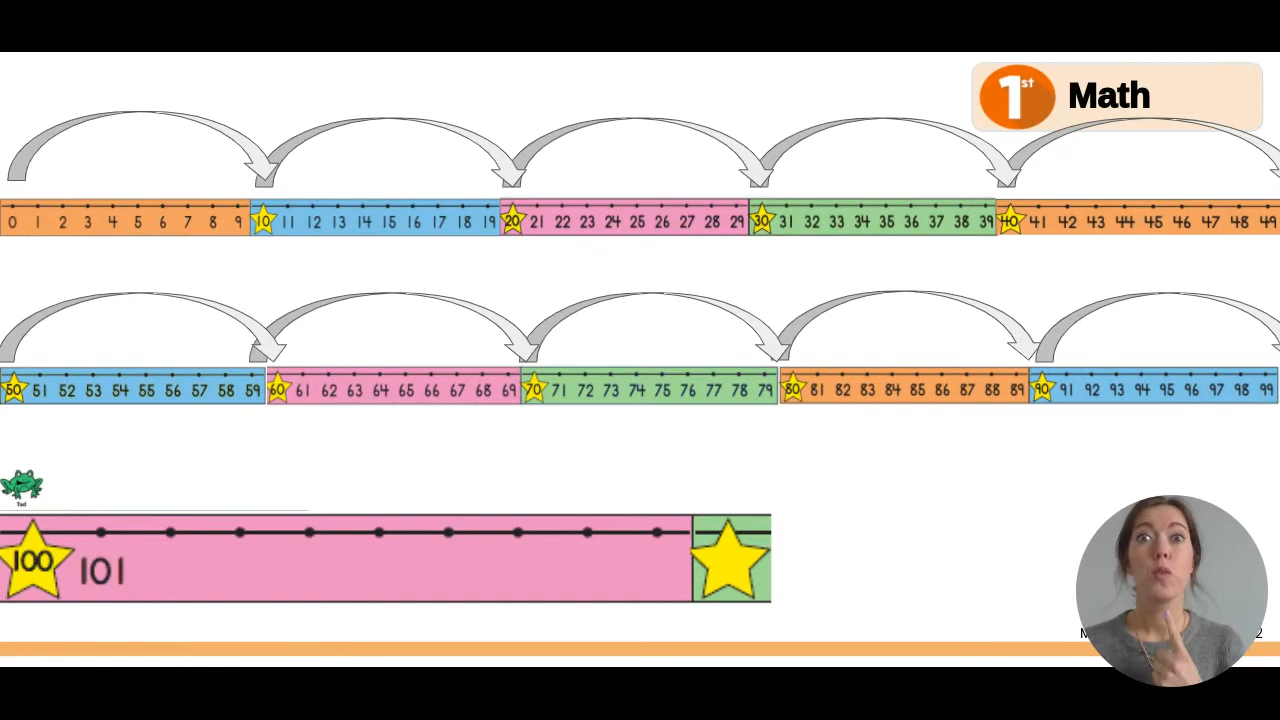 1st Math
0 1 2 3 4 5 6 7 8 9 10 11 12 13 14 15 16 17 18 19 20 21 22 23 24 25 26 27 28 29 30 31 32 33 34 35 36 37 38 39 40 41 42 43 44 45 46 47 48 49
50 51 52 53 54 55 56 57 58 59 60 61 62 63 64 65 66 67 68 69 70 71 72 73 74 75 76 77 78 79 80 81 82 83 84 85 86 87 88 89 90 91 92 93 94 95 96 97 98 99
Tad
100 101
2